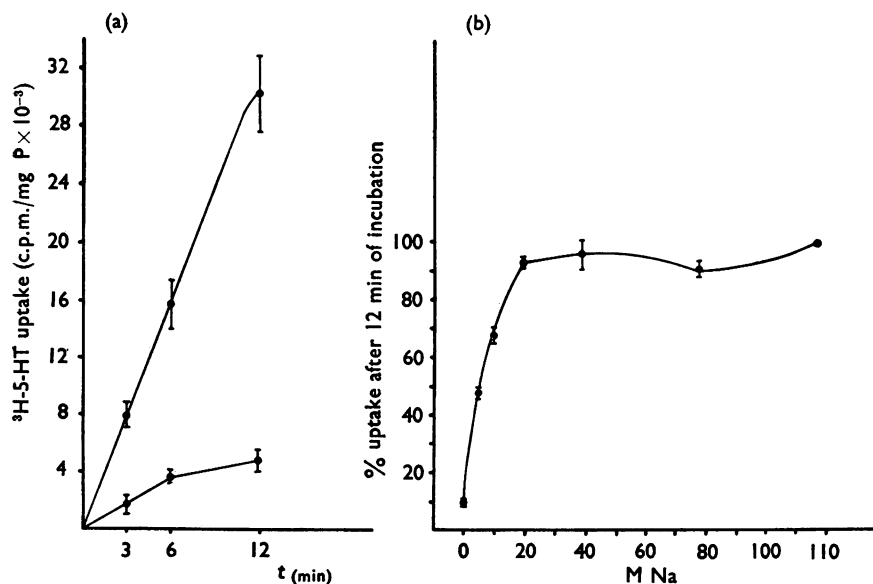 (a)
³H-5-HT uptake (c.p.m./mg P × 10⁻³)
32
28
24
20
16
12
8
4
3 6 12
t (min)
(b)
% uptake after 12 min of incubation
100
80
60
40
20
10
0 20 40 60 80 100 110
M Na